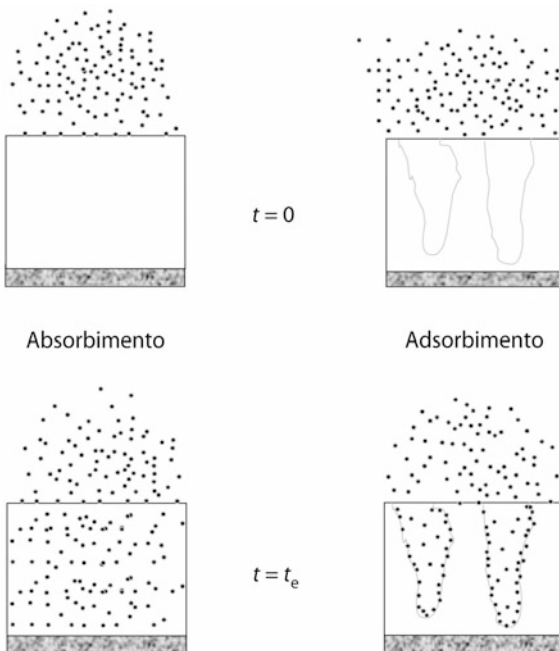 t = 0
Absorbimento
Adsorbimento
t = tₑ